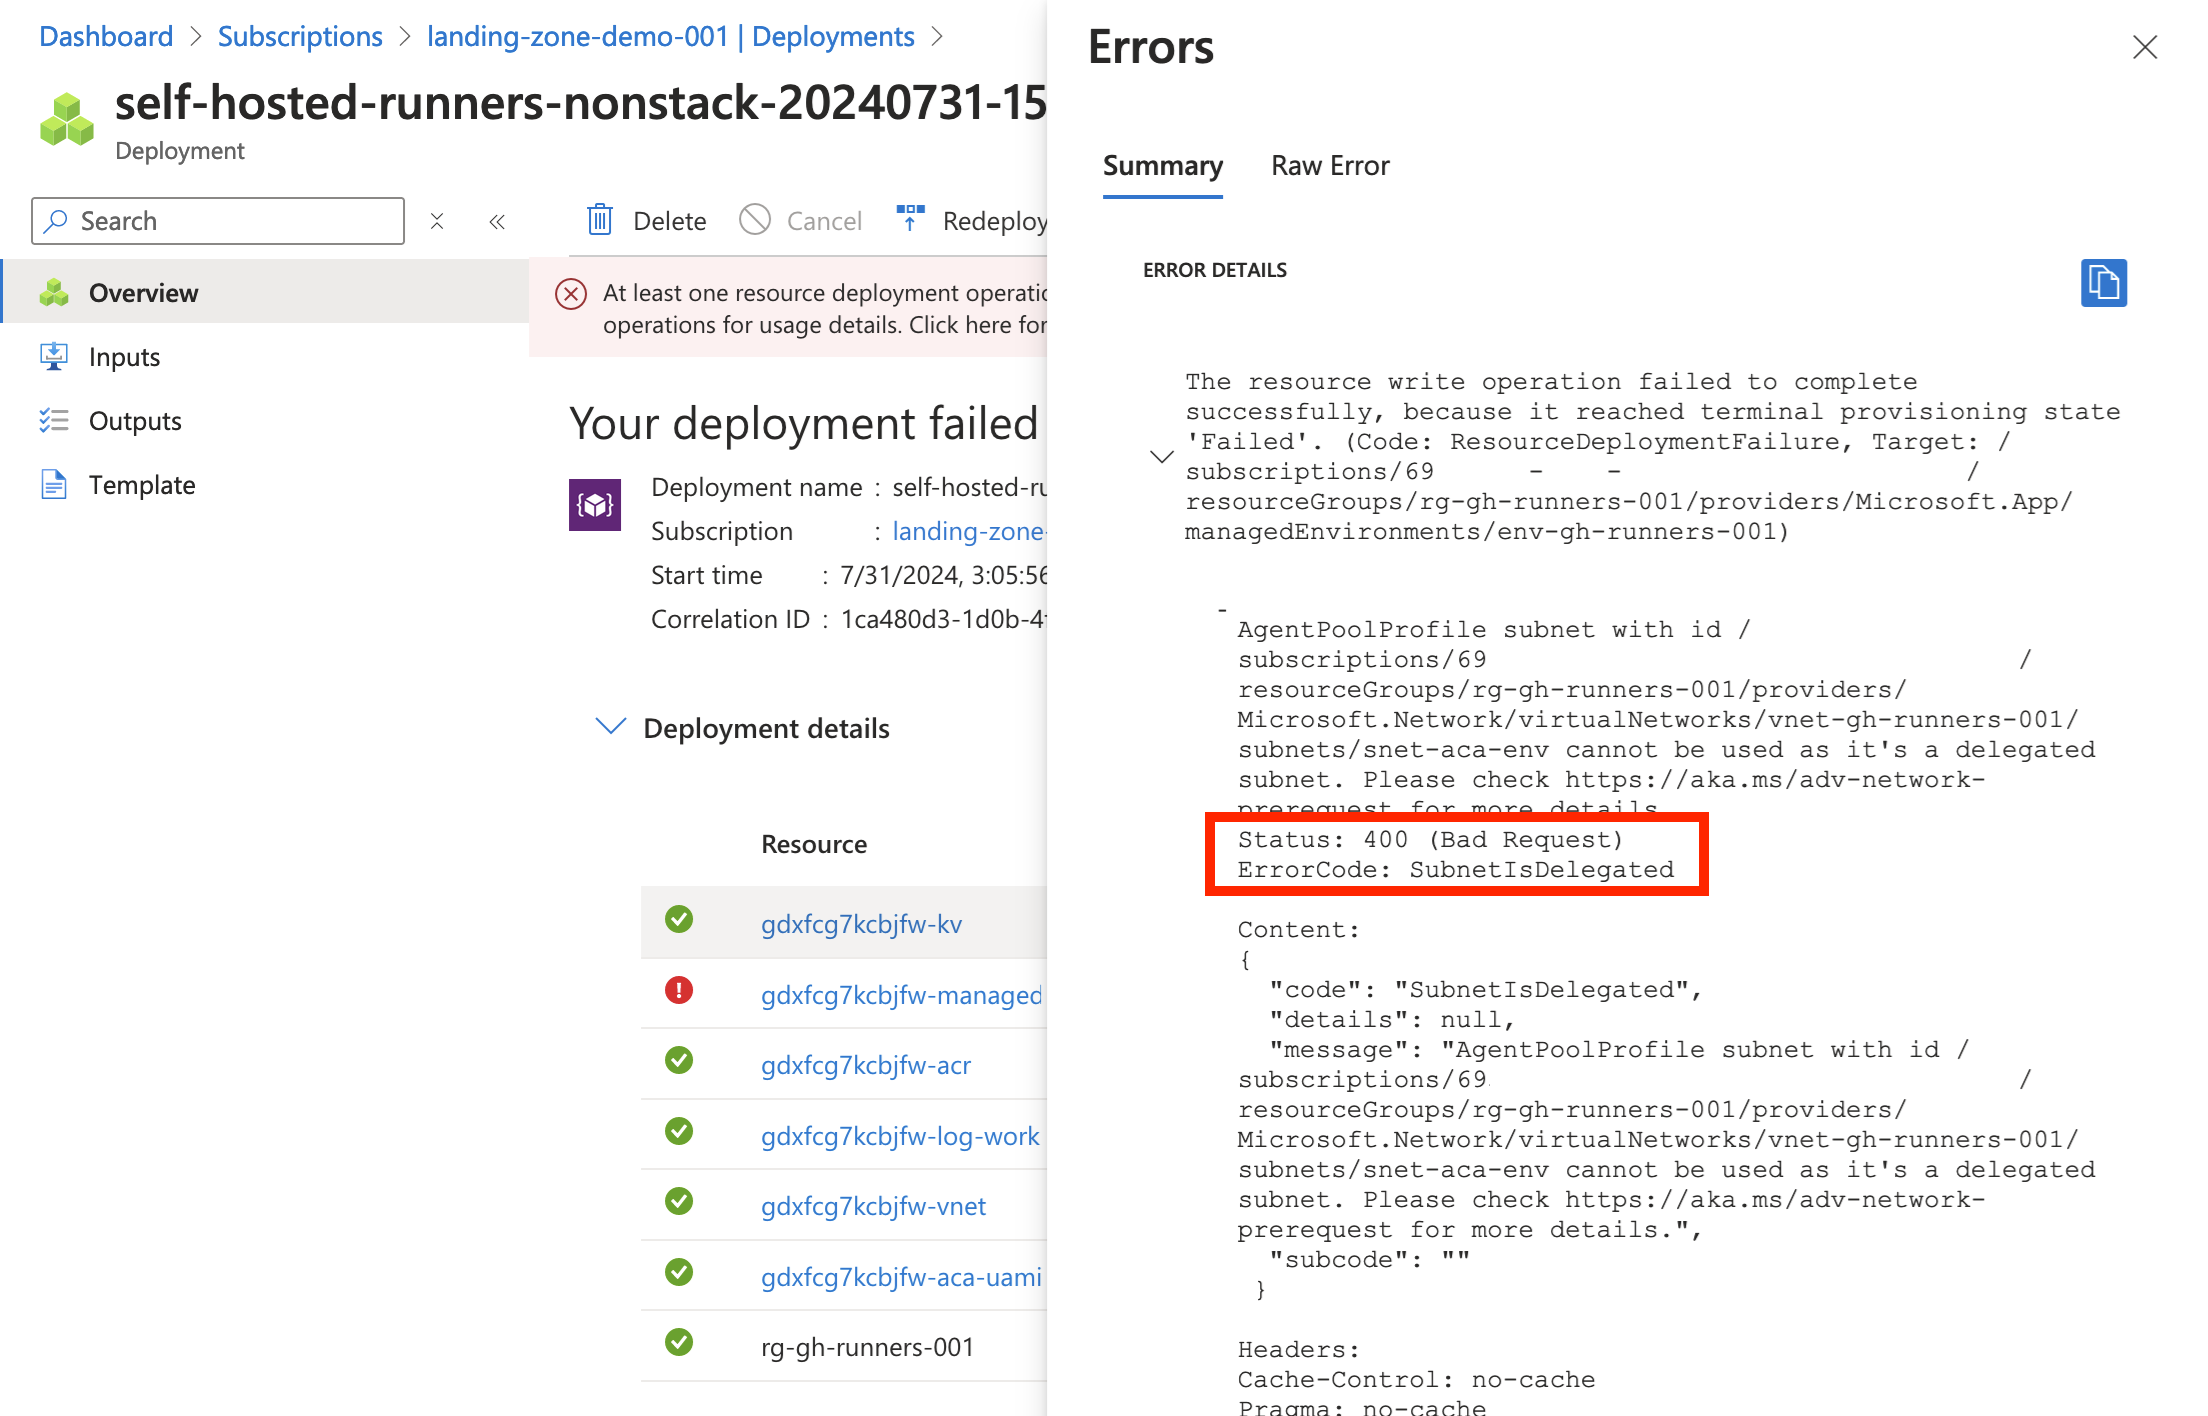 Dashboard > Subscriptions > landing-zone-demo-001 | Deployments >
self-hosted-runners-nonstack-20240731-15
Deployment
Search
Overview
Inputs
Outputs
Template
Delete
Cancel
Redeploy
At least one resource deployment operatio
operations for usage details. Click here for
Your deployment failed
Deployment name : self-hosted-ru
Subscription : landing-zone-
Start time : 7/31/2024, 3:05:56
Correlation ID : 1ca480d3-1d0b-4
Deployment details
Resource
gdxfcg7kcbjfw-kv
gdxfcg7kcbjfw-managed
gdxfcg7kcbjfw-acr
gdxfcg7kcbjfw-log-work
gdxfcg7kcbjfw-vnet
gdxfcg7kcbjfw-aca-uami
rg-gh-runners-001
Errors
Summary
Raw Error
ERROR DETAILS
The resource write operation failed to complete
successfully, because it reached terminal provisioning state
'Failed'. (Code: ResourceDeploymentFailure, Target: /
subscriptions/69 - - /
resourceGroups/rg-gh-runners-001/providers/Microsoft.App/
managedEnvironments/env-gh-runners-001)
-
AgentPoolProfile subnet with id /
subscriptions/69 /
resourceGroups/rg-gh-runners-001/providers/
Microsoft.Network/virtualNetworks/vnet-gh-runners-001/
subnets/snet-aca-env cannot be used as it's a delegated
subnet. Please check https://aka.ms/adv-network-
prerequest for more details.
Status: 400 (Bad Request)
ErrorCode: SubnetIsDelegated
Content:
{
"code": "SubnetIsDelegated",
"details": null,
"message": "AgentPoolProfile subnet with id /
subscriptions/69 /
resourceGroups/rg-gh-runners-001/providers/
Microsoft.Network/virtualNetworks/vnet-gh-runners-001/
subnets/snet-aca-env cannot be used as it's a delegated
subnet. Please check https://aka.ms/adv-network-
prerequest for more details.",
"subcode": ""
}
Headers:
Cache-Control: no-cache
Pragma: no-cache